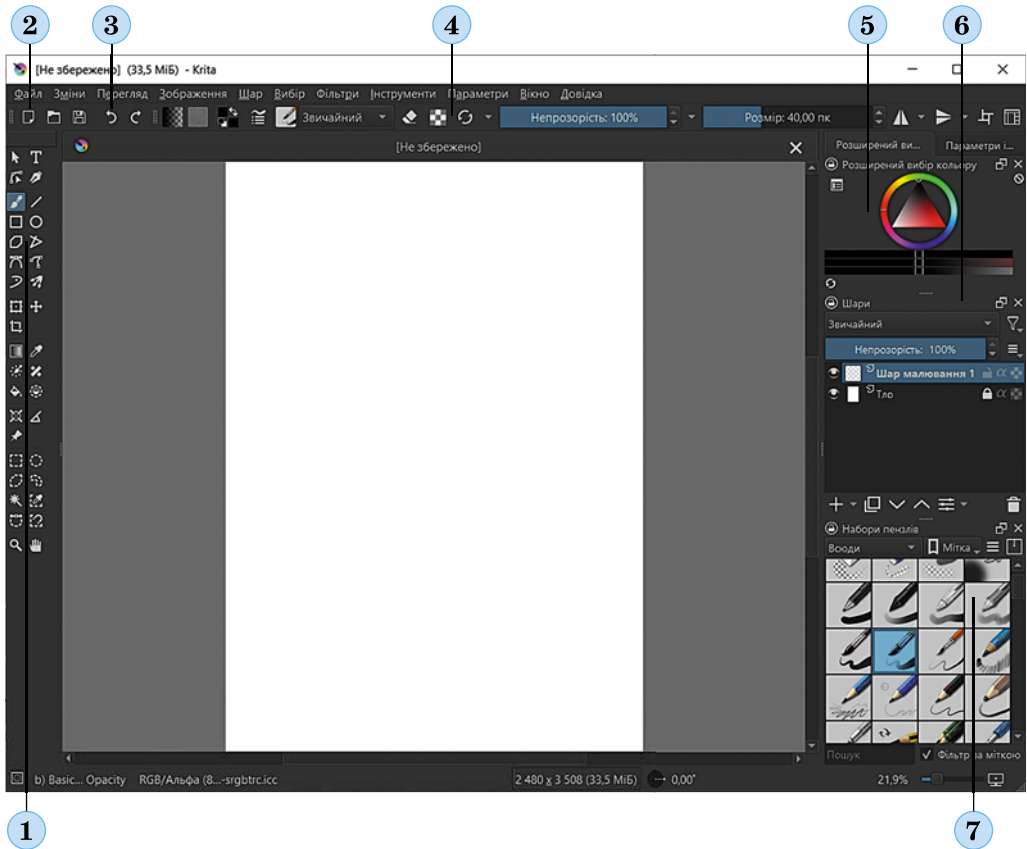 2 3 4 5 6
[Не збережено] (33,5 МіБ) - Krita
Файл Зміни Перегляд Зображення Шар Вибір Фільтри Інструменти Параметри Вікно Довідка
Звичайний Непрозорість: 100% Розмір: 40,00 пк
[Не збережено]
Розширений ви... Параметри і...
Розширений вибір кольору
Шари
Звичайний
Непрозорість: 100%
Шар малювання 1
Тло
Набори пензлів
Всюди Мітка
Пошук Фільтр за міткою
b) Basic... Opacity RGB/Альфа (8...-srgbtrc.icc 2 480 x 3 508 (33,5 МіБ) 0,00° 21,9%
1 7